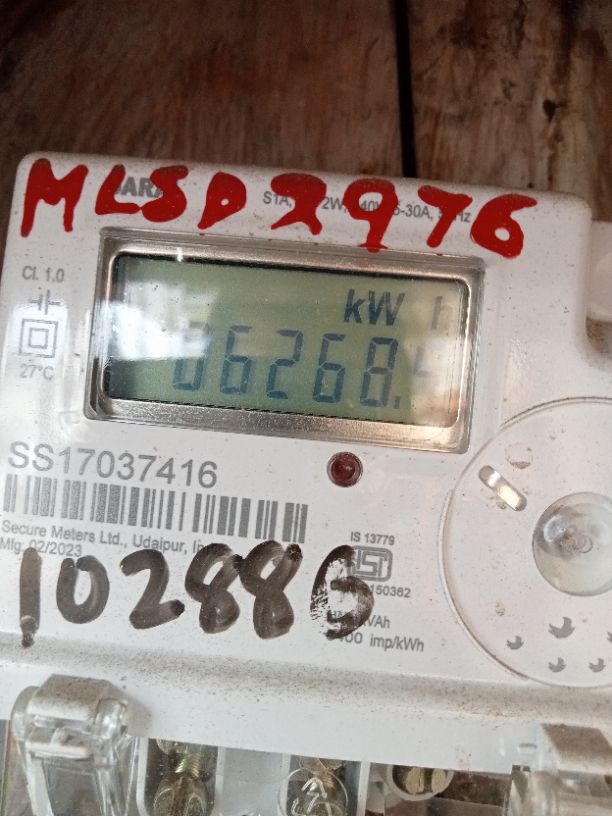 MLSD2976
Cl. 1.0
kW h
06268.
27°C
SS17037416
Secure Meters Ltd., Udaipur,
Mfg: 02/2023
IS 13779
102886
imp/kWh